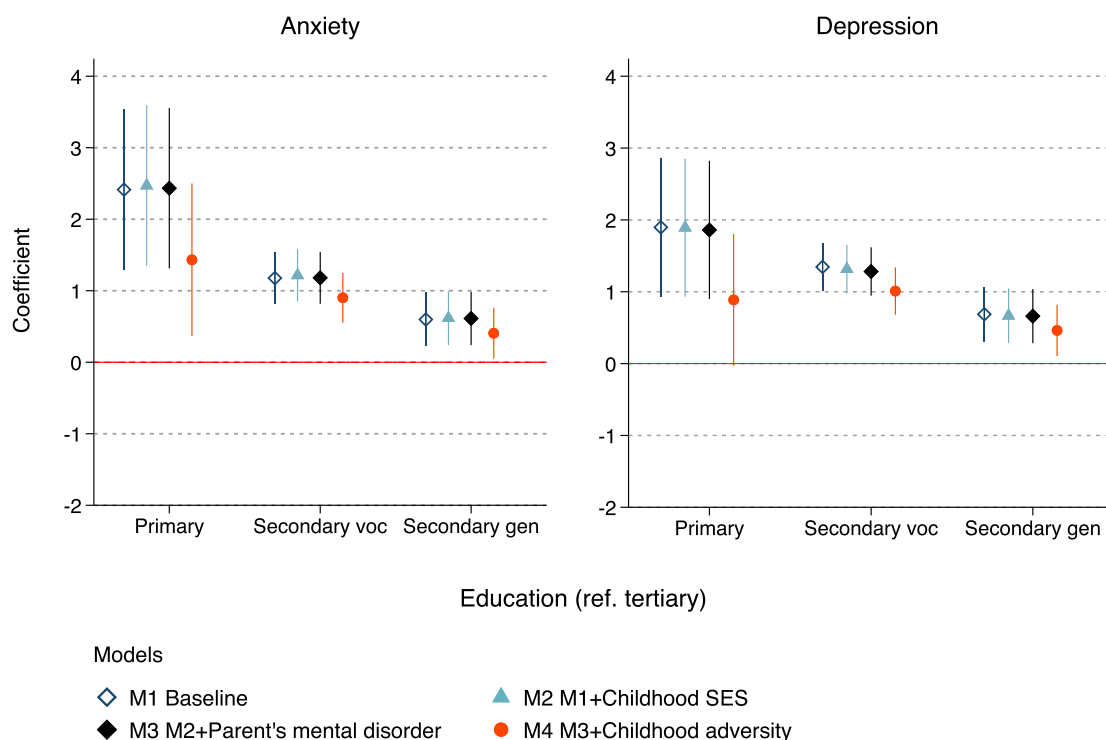 Anxiety
Depression
Coefficient
4
3
2
1
0
-1
-2
Primary
Secondary voc
Secondary gen
4
3
2
1
0
-1
-2
Primary
Secondary voc
Secondary gen
Education (ref. tertiary)
Models
M1 Baseline
M2 M1+Childhood SES
M3 M2+Parent's mental disorder
M4 M3+Childhood adversity